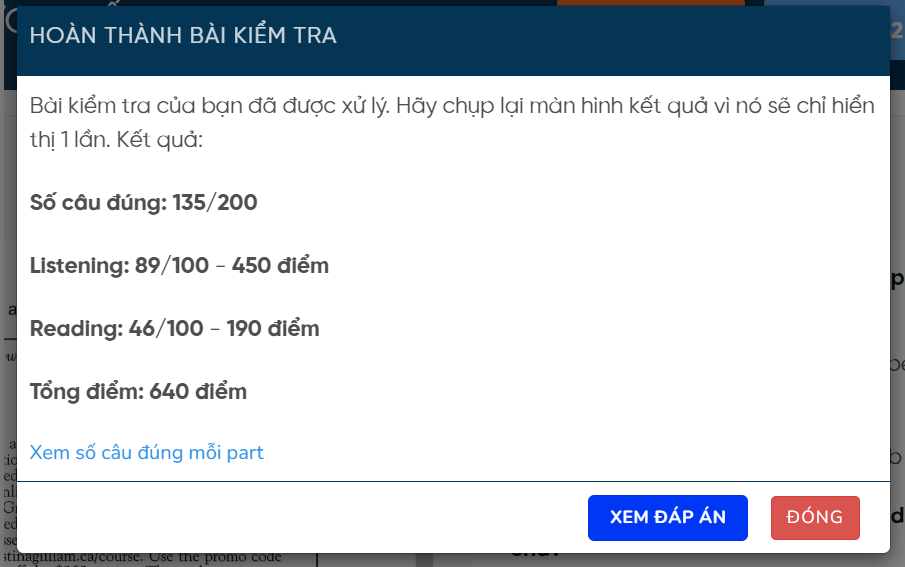 HOÀN THÀNH BÀI KIỂM TRA
Bài kiểm tra của bạn đã được xử lý. Hãy chụp lại màn hình kết quả vì nó sẽ chỉ hiển
thị 1 lần. Kết quả:
Số câu đúng: 135/200
Listening: 89/100 - 450 điểm
Reading: 46/100 - 190 điểm
Tổng điểm: 640 điểm
Xem số câu đúng mỗi part
XEM ĐÁP ÁN
ĐÓNG
stinagilliam.ca/course. Use the promo code